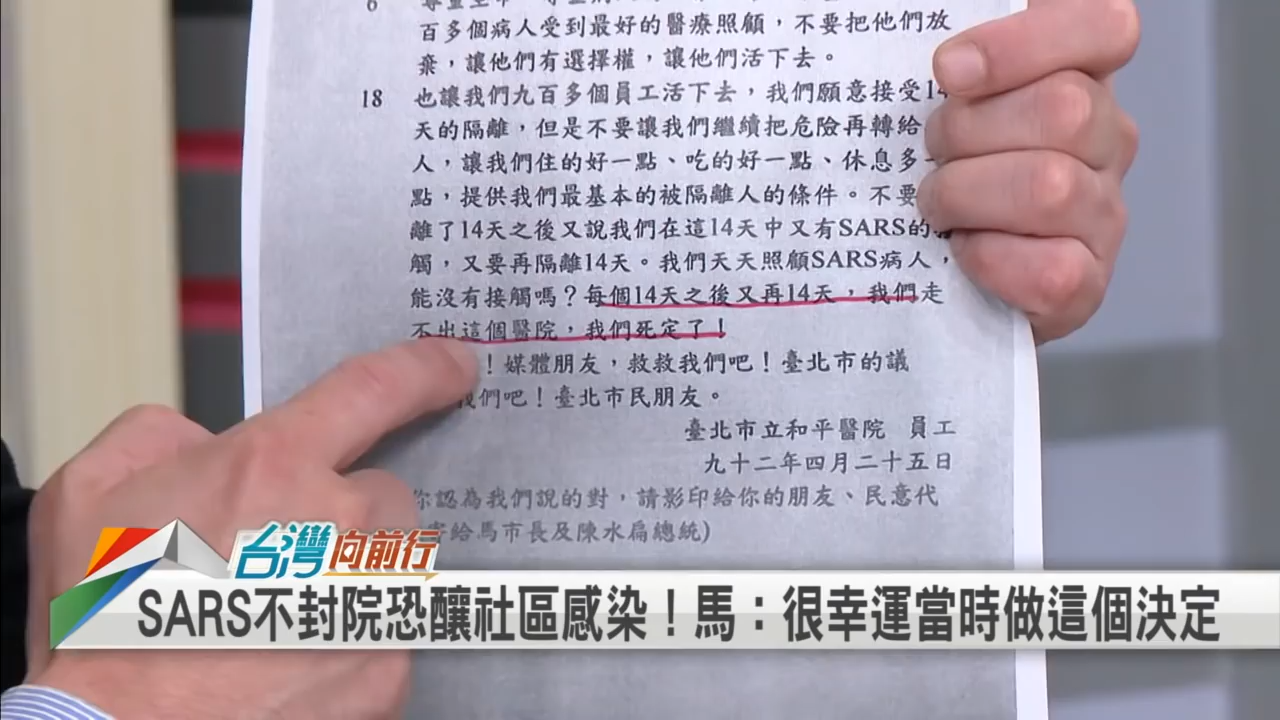 6
百多個病人受到最好的醫療照顧，不要把他們放
棄，讓他們有選擇權，讓他們活下去。
18 也讓我們九百多個員工活下去，我們願意接受14
天的隔離，但是不要讓我們繼續把危險再轉給
人，讓我們住的好一點、吃的好一點、休息多一
點，提供我們最基本的被隔離人的條件。不要
離了14天之後又說我們在這14天中又有SARS的
觸，又要再隔離14天。我們天天照顧SARS病人，
能沒有接觸嗎？每個14天之後又再14天，我們走
不出這個醫院，我們死定了！
！媒體朋友，救救我們吧！臺北市的議
我們吧！臺北市民朋友。
臺北市立和平醫院 員工
九十二年四月二十五日
你認為我們說的對，請影印給你的朋友、民意代
寄給馬市長及陳水扁總統)
台灣向前行
SARS不封院恐釀社區感染！馬：很幸運當時做這個決定